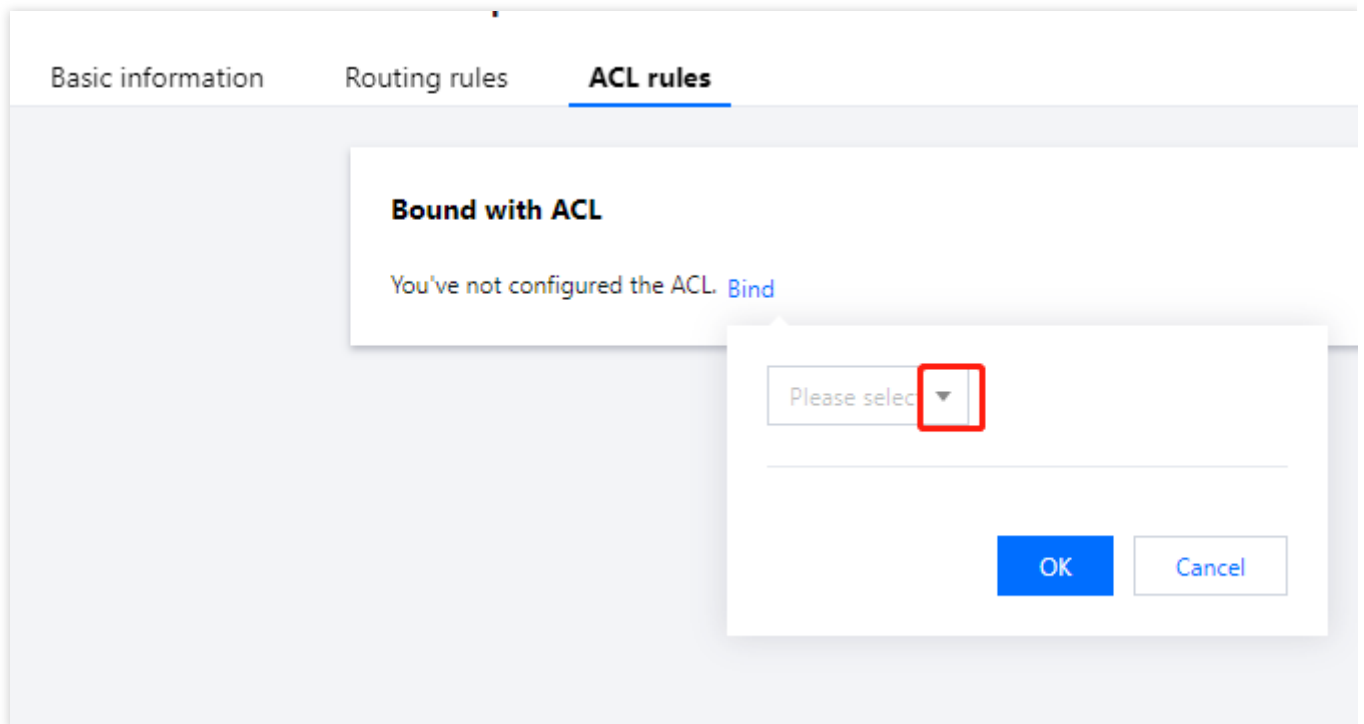 Basic information Routing rules ACL rules
Bound with ACL
You've not configured the ACL. Bind
Please selec
OK Cancel